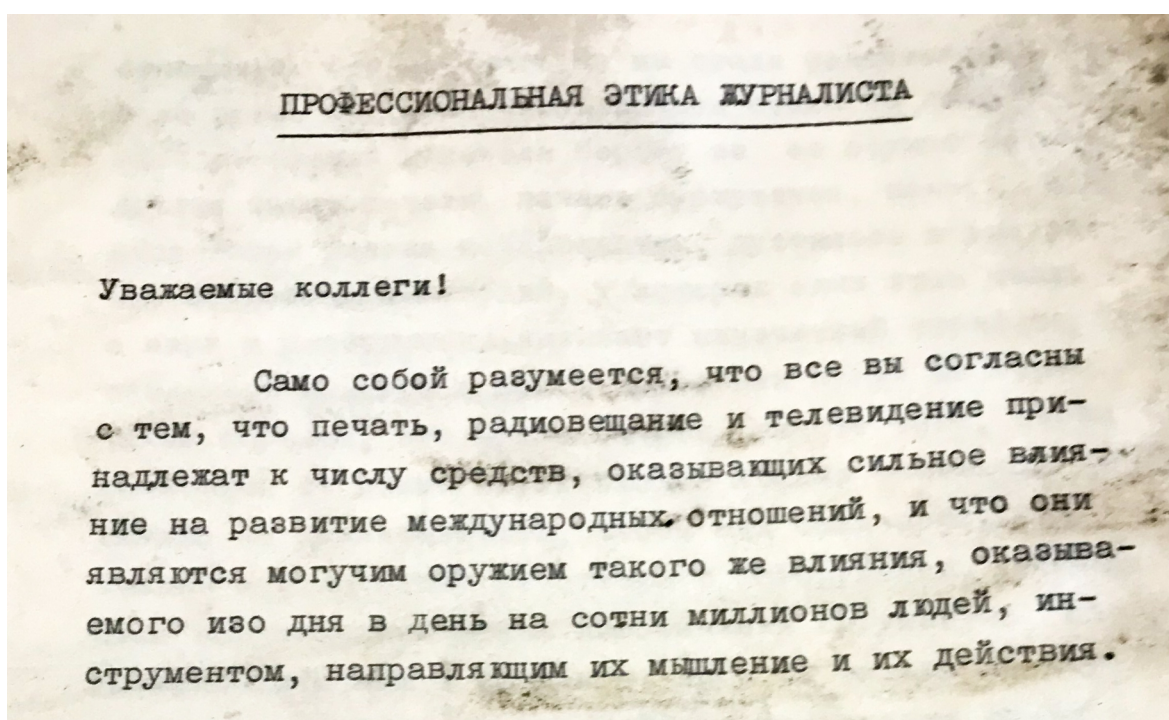 ПРОФЕССИОНАЛЬНАЯ ЭТИКА ЖУРНАЛИСТА
Уважаемые коллеги!
Само собой разумеется, что все вы согласны
с тем, что печать, радиовещание и телевидение при-
надлежат к числу средств, оказывающих сильное влия-
ние на развитие международных отношений, и что они
являются могучим оружием такого же влияния, оказыва-
емого изо дня в день на сотни миллионов людей, ин-
струментом, направляющим их мышление и их действия.